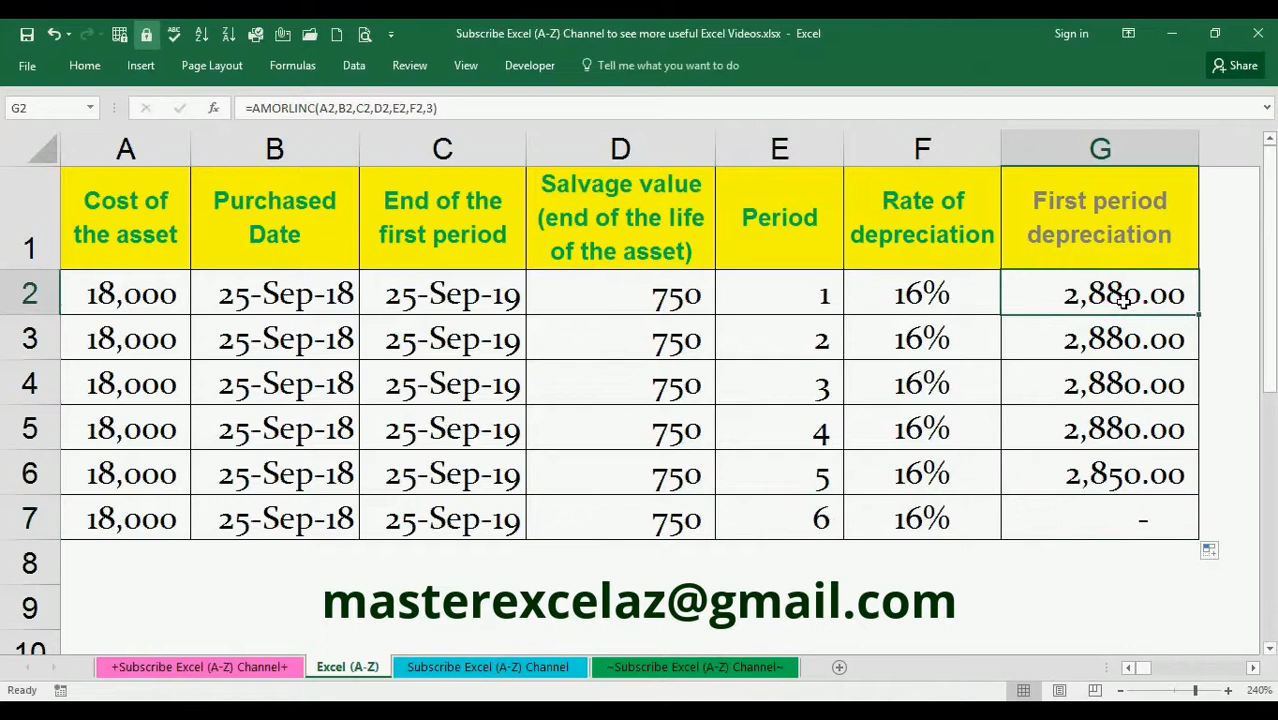 Subscribe Excel (A-Z) Channel to see more useful Excel Videos.xlsx - Excel
Sign in
File Home Insert Page Layout Formulas Data Review View Developer Tell me what you want to do Share
G2 fx =AMORLINC(A2,B2,C2,D2,E2,F2,3)
A B C D E F G
1 Cost of the asset Purchased Date End of the first period Salvage value (end of the life of the asset) Period Rate of depreciation First period depreciation
2 18,000 25-Sep-18 25-Sep-19 750 1 16% 2,880.00
3 18,000 25-Sep-18 25-Sep-19 750 2 16% 2,880.00
4 18,000 25-Sep-18 25-Sep-19 750 3 16% 2,880.00
5 18,000 25-Sep-18 25-Sep-19 750 4 16% 2,880.00
6 18,000 25-Sep-18 25-Sep-19 750 5 16% 2,850.00
7 18,000 25-Sep-18 25-Sep-19 750 6 16% -
8
9
masterexcelaz@gmail.com
10
+Subscribe Excel (A-Z) Channel+ Excel (A-Z) Subscribe Excel (A-Z) Channel ~Subscribe Excel (A-Z) Channel~
Ready 240%